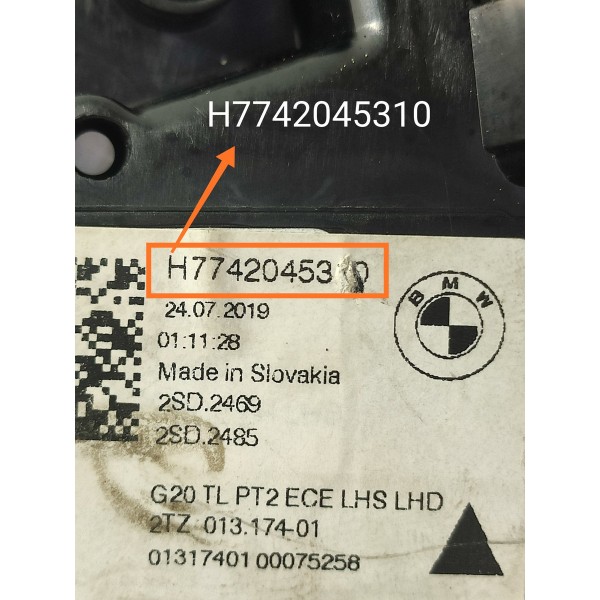 H7742045310
H77420453 0
24.07.2019
01:11:28
Made in Slovakia
2SD.2469
2SD.2485
BMW
G20 TL PT2 ECE LHS LHD
2TZ 013.174-01
01317401 00075258